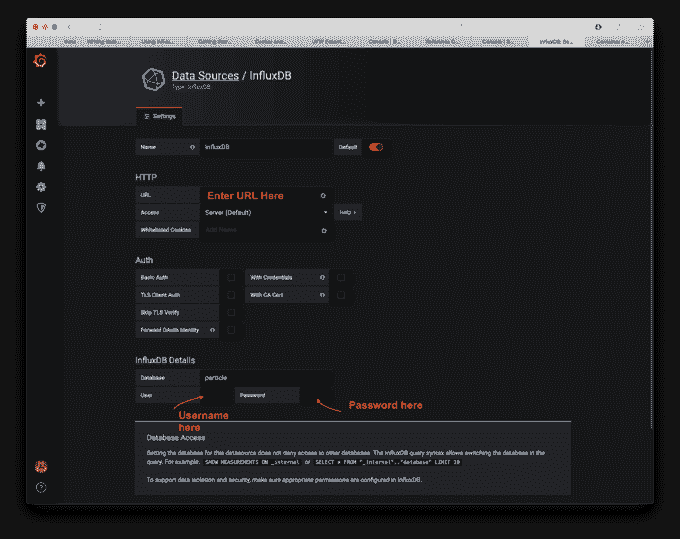 Data Sources / InfluxDB
Type: InfluxDB
Settings
Name InfluxDB Default
HTTP
URL Enter URL Here
Access Server (Default) Help
Whitelisted Cookies Add Name
Auth
Basic Auth With Credentials
TLS Client Auth With CA Cert
Skip TLS Verify
Forward OAuth Identity
InfluxDB Details
Database particle
User Password
Username here
Password here
Database Access
Setting the database for this datasource does not deny access to other databases. The InfluxDB query syntax allows switching the database in the
query. For example: SHOW MEASUREMENTS ON _internal or SELECT * FROM "_internal".."database" LIMIT 10
To support data isolation and security, make sure appropriate permissions are configured in InfluxDB.